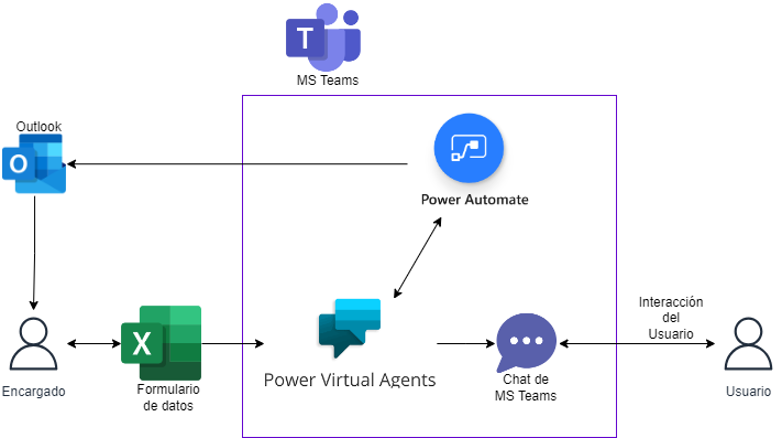 T
MS Teams
Outlook
O
Power Automate
Interacción
del
Usuario
X
Power Virtual Agents
Encargado
Formulario
de datos
Chat de
MS Teams
Usuario